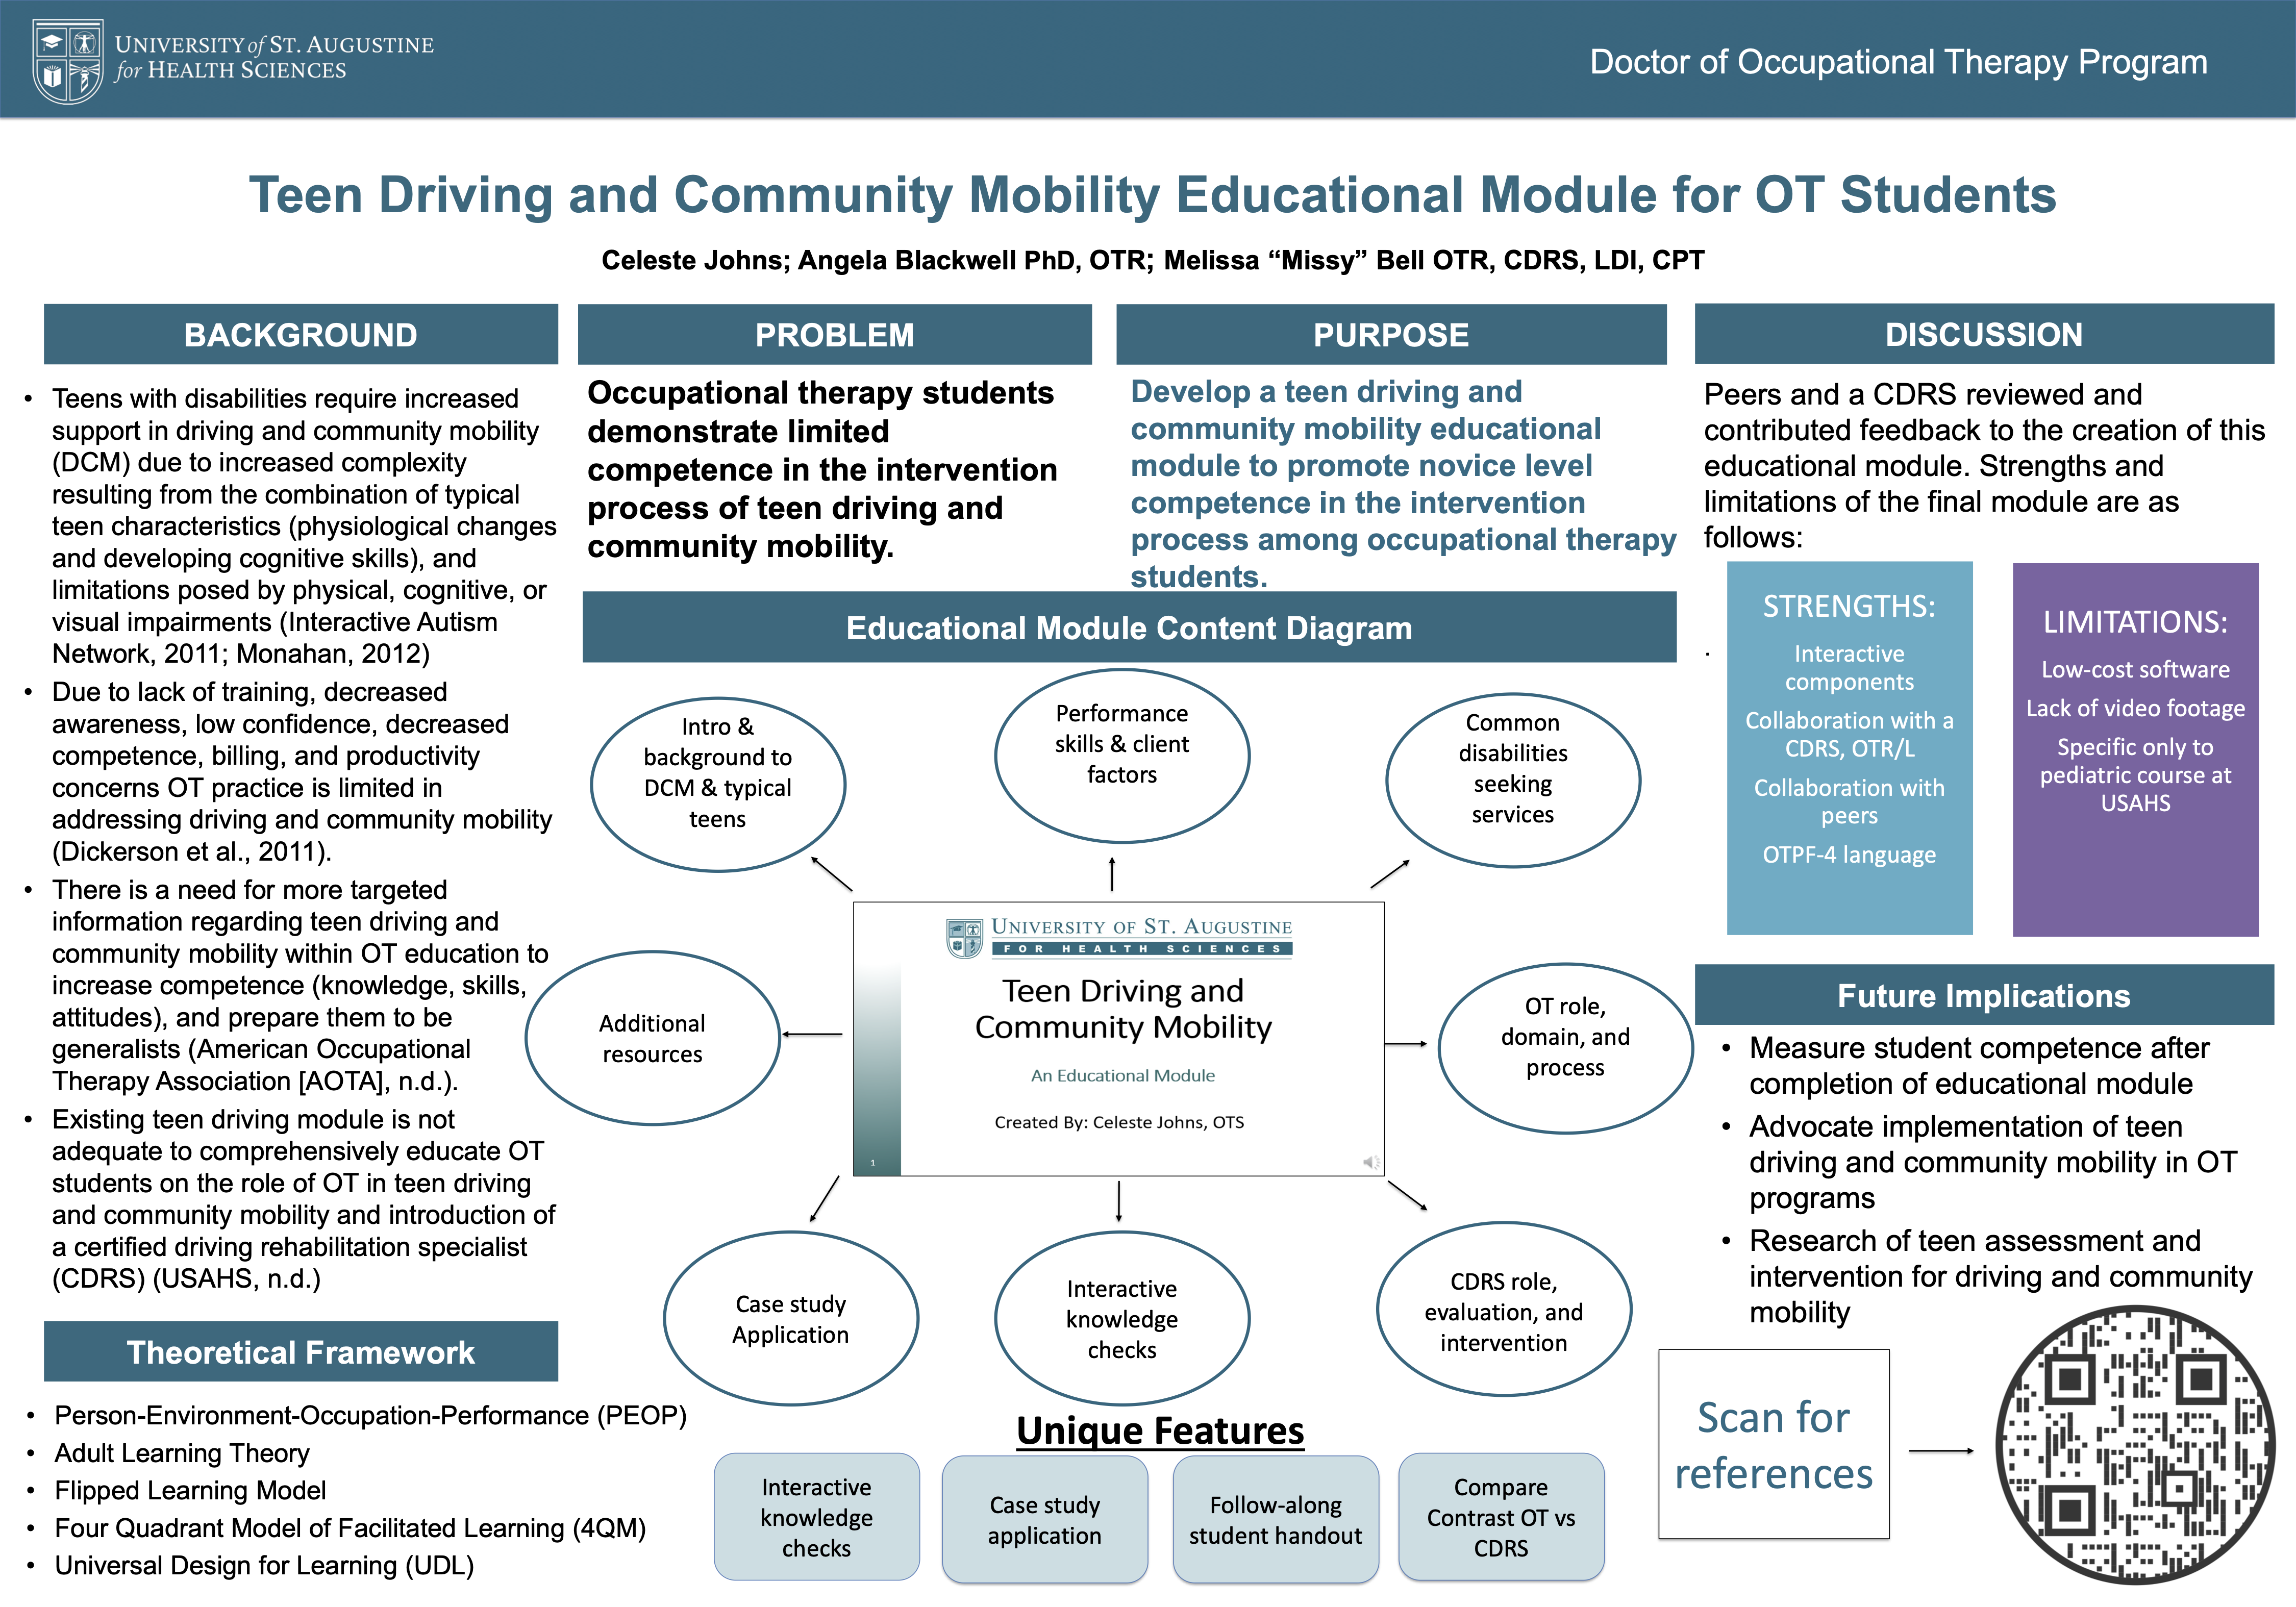 UNIVERSITY of ST. AUGUSTINE
for HEALTH SCIENCES
Doctor of Occupational Therapy Program
Teen Driving and Community Mobility Educational Module for OT Students
Celeste Johns; Angela Blackwell PhD, OTR; Melissa “Missy” Bell OTR, CDRS, LDI, CPT
BACKGROUND
• Teens with disabilities require increased
support in driving and community mobility
(DCM) due to increased complexity
resulting from the combination of typical
teen characteristics (physiological changes
and developing cognitive skills), and
limitations posed by physical, cognitive, or
visual impairments (Interactive Autism
Network, 2011; Monahan, 2012)
• Due to lack of training, decreased
awareness, low confidence, decreased
competence, billing, and productivity
concerns OT practice is limited in
addressing driving and community mobility
(Dickerson et al., 2011).
• There is a need for more targeted
information regarding teen driving and
community mobility within OT education to
increase competence (knowledge, skills,
attitudes), and prepare them to be
generalists (American Occupational
Therapy Association [AOTA], n.d.).
• Existing teen driving module is not
adequate to comprehensively educate OT
students on the role of OT in teen driving
and community mobility and introduction of
a certified driving rehabilitation specialist
(CDRS) (USAHS, n.d.)
Theoretical Framework
• Person-Environment-Occupation-Performance (PEOP)
• Adult Learning Theory
• Flipped Learning Model
• Four Quadrant Model of Facilitated Learning (4QM)
• Universal Design for Learning (UDL)
PROBLEM
Occupational therapy students
demonstrate limited
competence in the intervention
process of teen driving and
community mobility.
PURPOSE
Develop a teen driving and
community mobility educational
module to promote novice level
competence in the intervention
process among occupational therapy
students.
Educational Module Content Diagram
Intro &
background to
DCM & typical
teens
Performance
skills & client
factors
Common
disabilities
seeking
services
Additional
resources
UNIVERSITY OF ST. AUGUSTINE
FOR HEALTH SCIENCES
Teen Driving and
Community Mobility
An Educational Module
Created By: Celeste Johns, OTS
1
OT role,
domain, and
process
Case study
Application
Interactive
knowledge
checks
CDRS role,
evaluation, and
intervention
Unique Features
Interactive
knowledge
checks
Case study
application
Follow-along
student handout
Compare
Contrast OT vs
CDRS
DISCUSSION
Peers and a CDRS reviewed and
contributed feedback to the creation of this
educational module. Strengths and
limitations of the final module are as
follows:
.
STRENGTHS:
Interactive
components
Collaboration with a
CDRS, OTR/L
Collaboration with
peers
OTPF-4 language
LIMITATIONS:
Low-cost software
Lack of video footage
Specific only to
pediatric course at
USAHS
Future Implications
• Measure student competence after
completion of educational module
• Advocate implementation of teen
driving and community mobility in OT
programs
• Research of teen assessment and
intervention for driving and community
mobility
Scan for
references